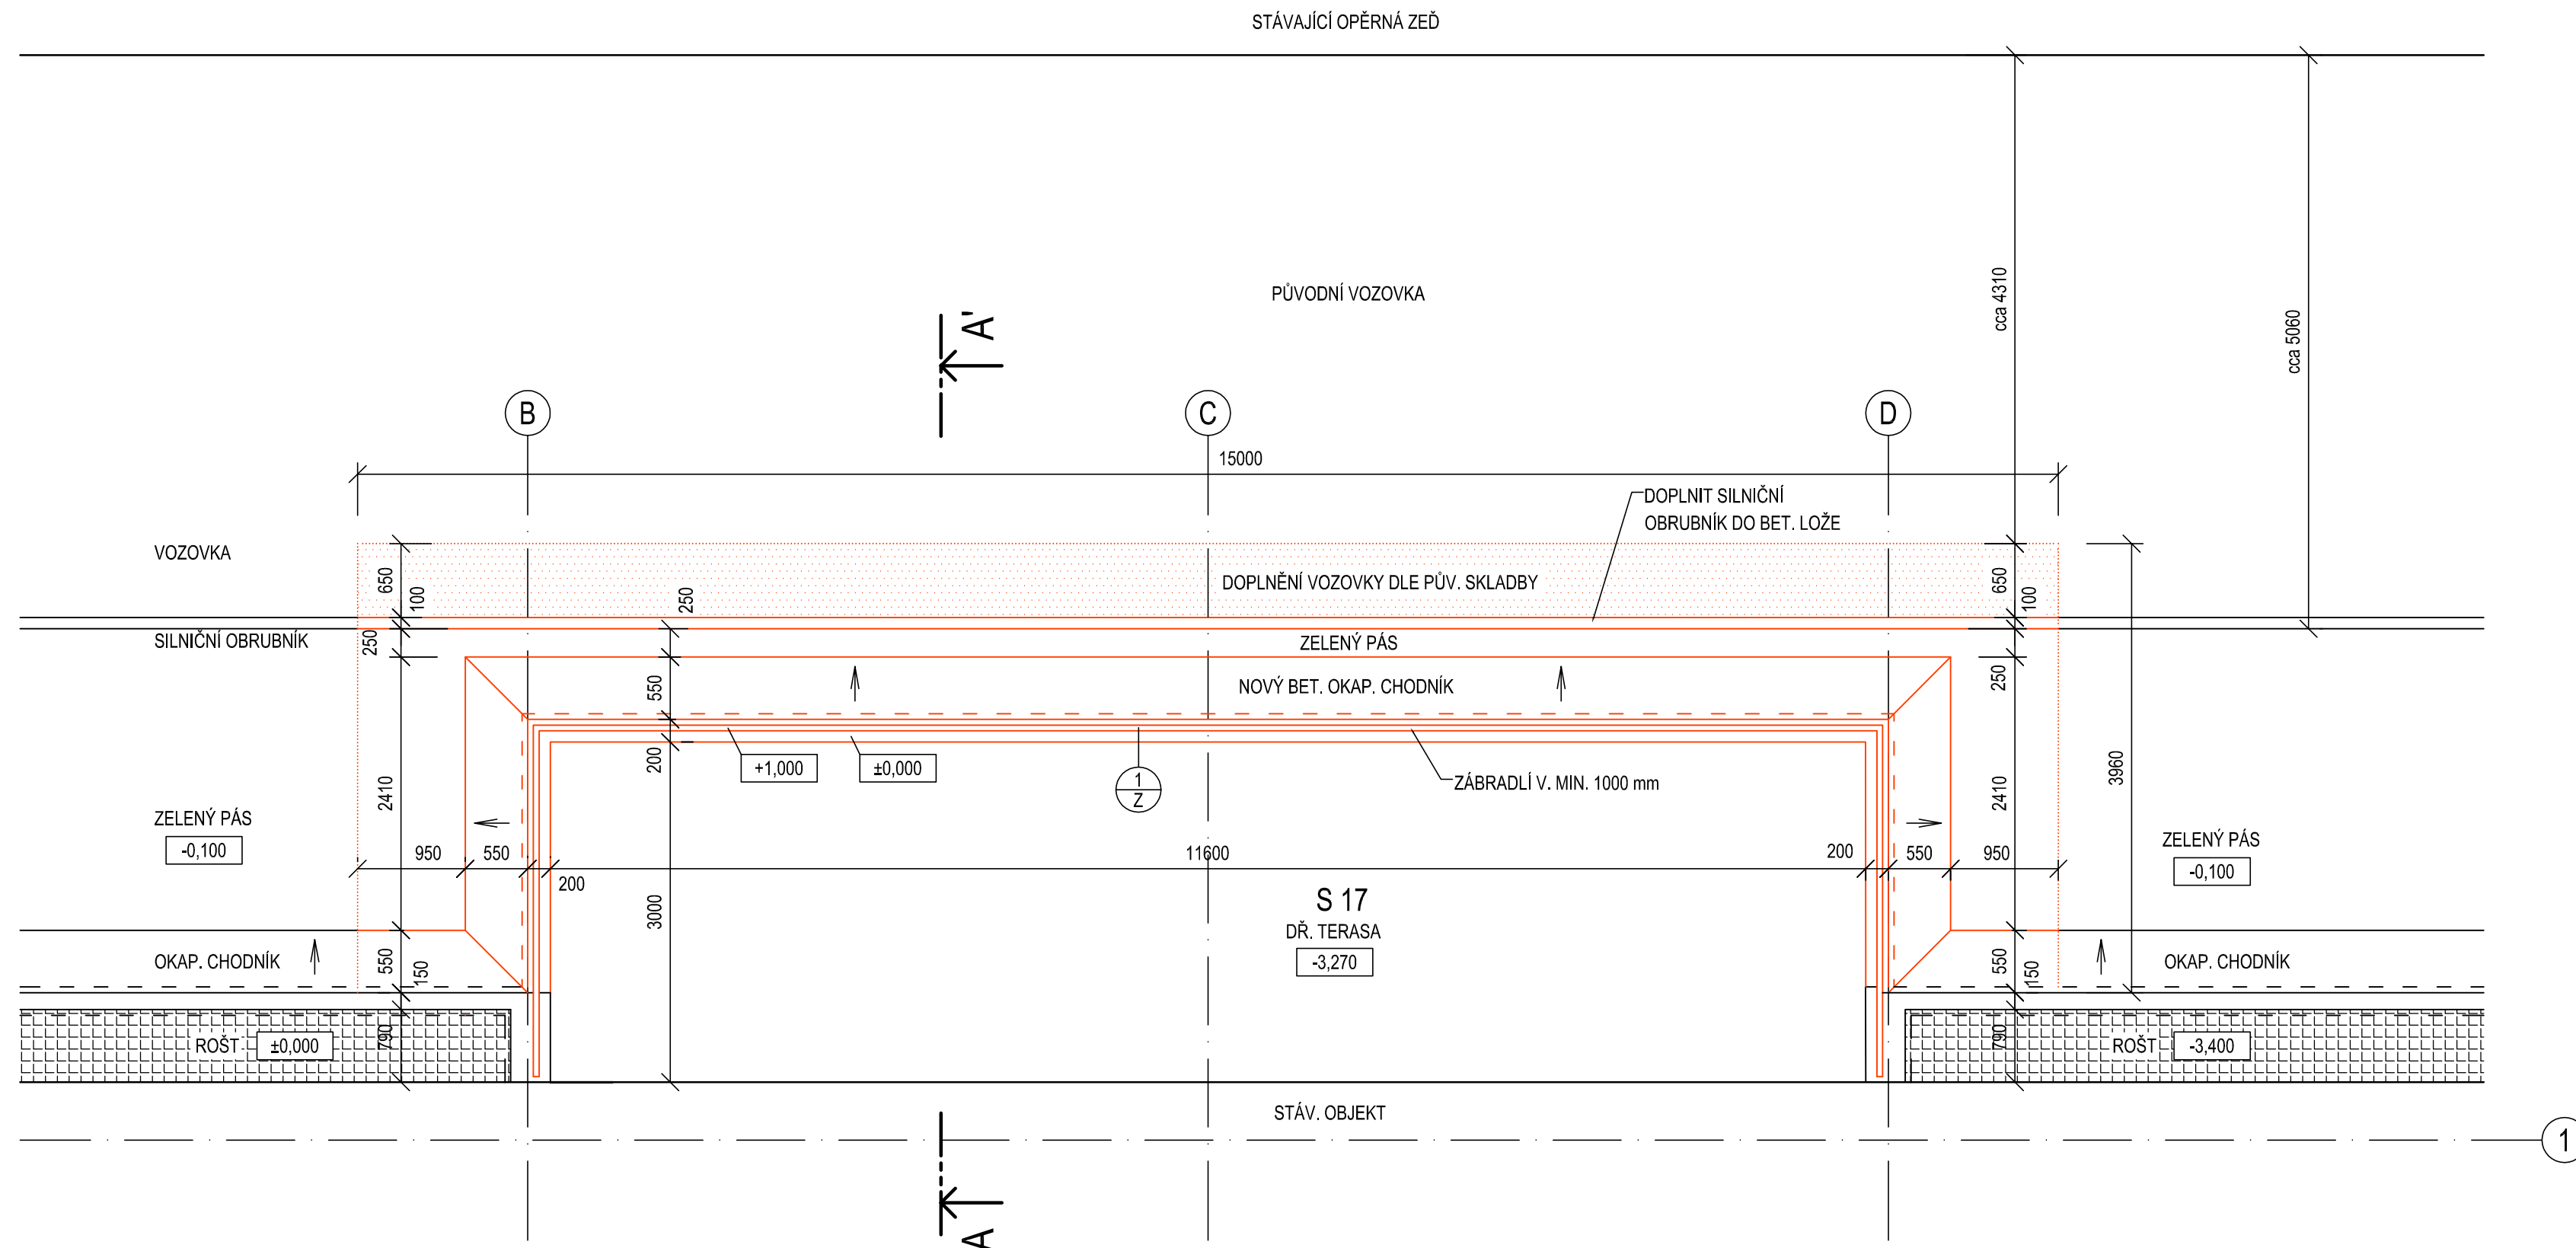 STÁVAJÍCÍ OPĚRNÁ ZEĎ
PŮVODNÍ VOZOVKA
cca 4310
cca 5060
A'
B
C
D
15000
DOPLNIT SILNIČNÍ
OBRUBNÍK DO BET. LOŽE
VOZOVKA
650
100
250
DOPLNĚNÍ VOZOVKY DLE PŮV. SKLADBY
650
100
SILNIČNÍ OBRUBNÍK
250
ZELENÝ PÁS
550
NOVÝ BET. OKAP. CHODNÍK
250
200
+1,000
±0,000
1
Z
ZÁBRADLÍ V. MIN. 1000 mm
2410
2410
3960
ZELENÝ PÁS
-0,100
950
550
200
11600
200
550
950
ZELENÝ PÁS
-0,100
3000
S 17
DŘ. TERASA
-3,270
OKAP. CHODNÍK
550
150
550
150
OKAP. CHODNÍK
ROŠT
±0,000
790
790
ROŠT
-3,400
STÁV. OBJEKT
1
A